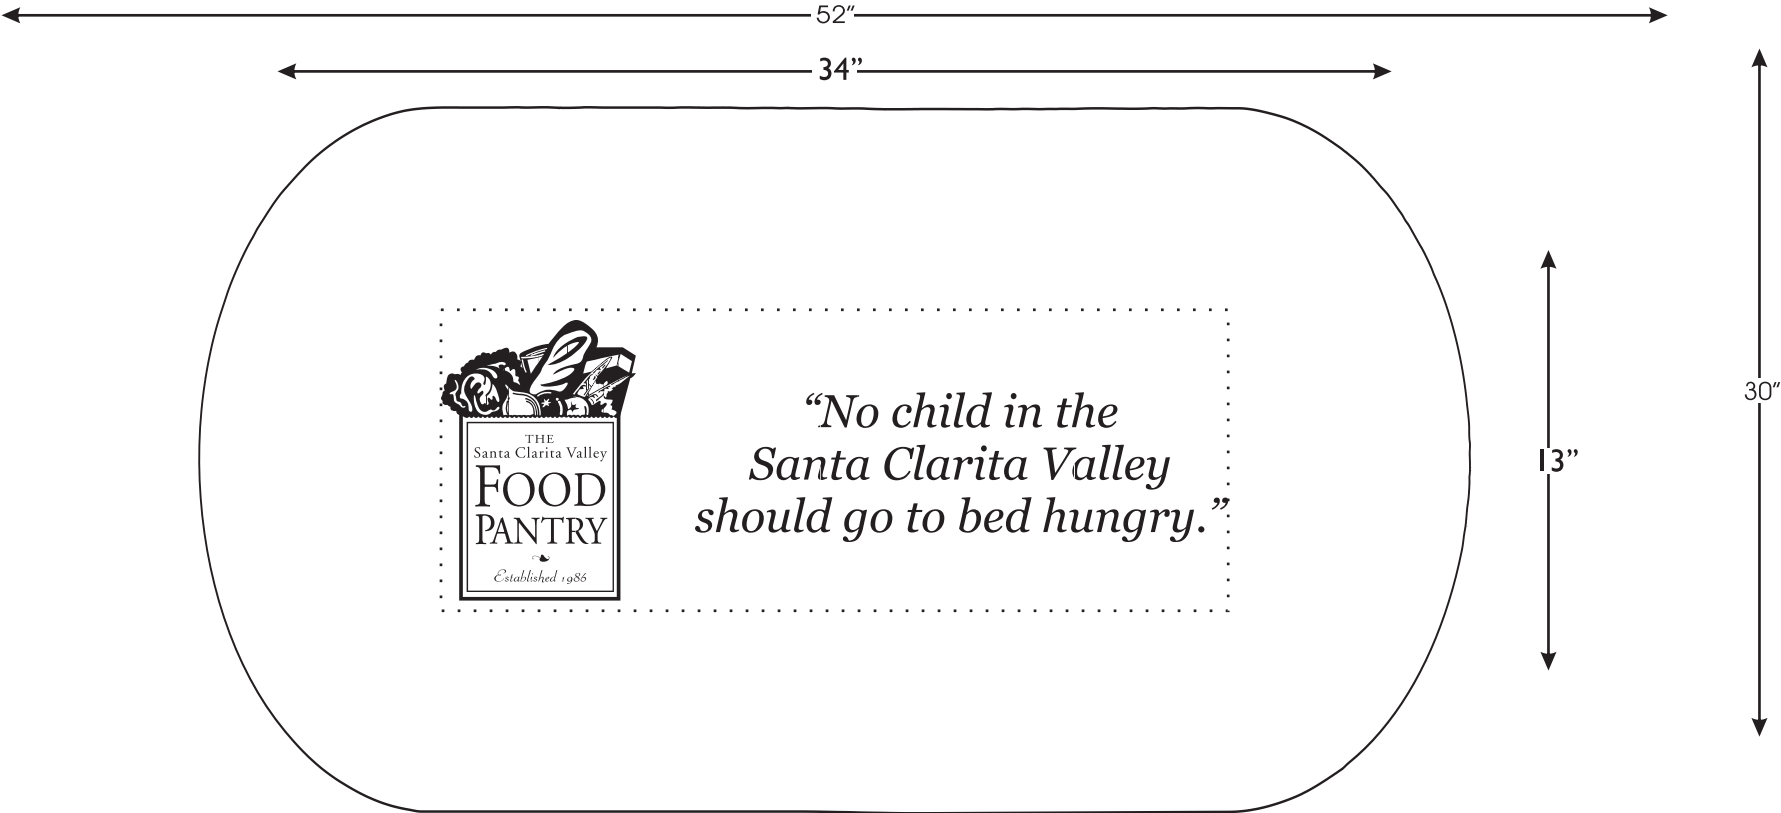 52”
34”
30”
13”
“No child in the
Santa Clarita Valley
should go to bed hungry.”
THE
Santa Clarita Valley
FOOD
PANTRY
Established 1986